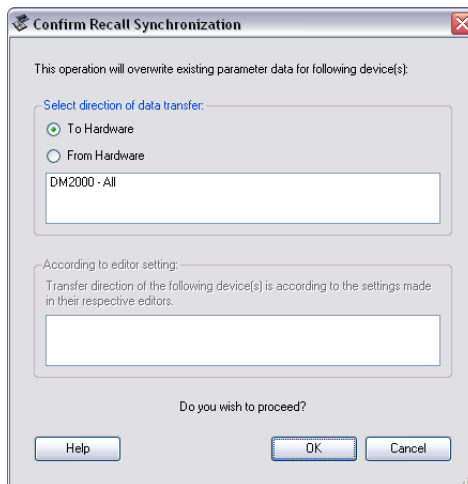 Confirm Recall Synchronization
This operation will overwrite existing parameter data for following device(s):
Select direction of data transfer:
To Hardware
From Hardware
DM2000 - All
According to editor setting:
Transfer direction of the following device(s) is according to the settings made
in their respective editors.
Do you wish to proceed?
Help
OK
Cancel